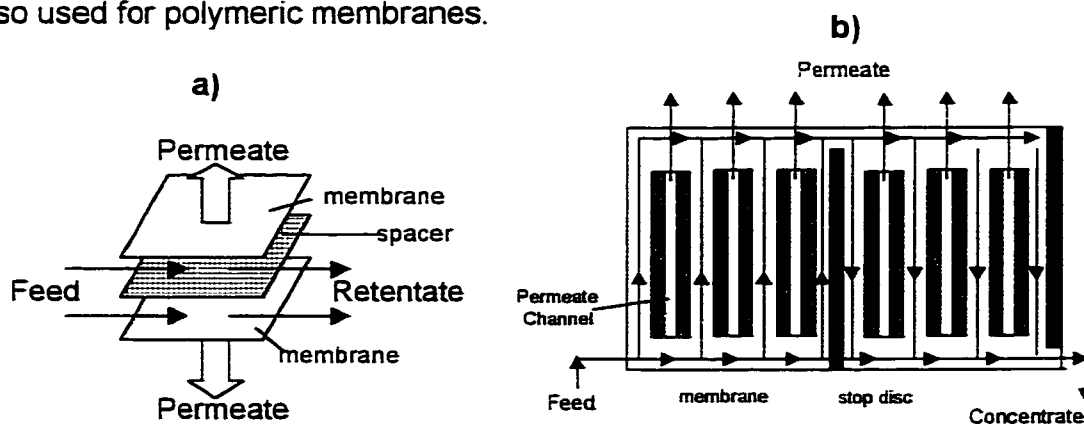 so used for polymeric membranes.
a)
Permeate
membrane
spacer
Feed
Retentate
membrane
Permeate
b)
Permeate
Permeate
Channel
Feed
membrane
stop disc
Concentrate